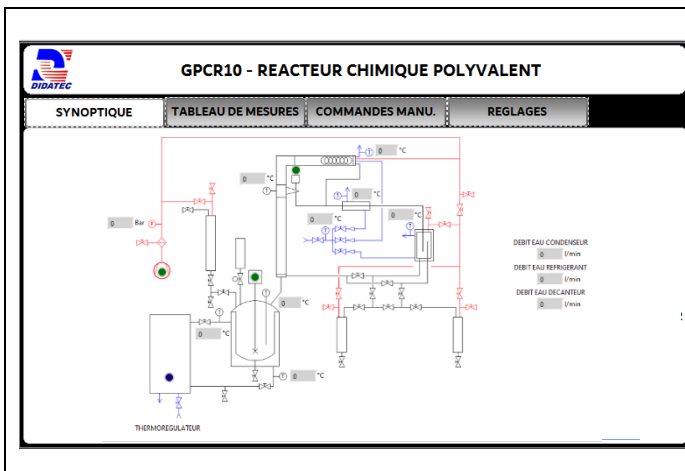 DIDATEC
GPCR10 - REACTEUR CHIMIQUE POLYVALENT
SYNOPTIQUE TABLEAU DE MESURES COMMANDES MANU. REGLAGES
T 0 °C
0 °C
T
T 0 °C
0 °C
0 °C
T
0 Bar P
DEBIT EAU CONDENSEUR
0 l/min
DEBIT EAU REFRIGERANT
0 l/min
DEBIT EAU DECANTEUR
0 l/min
T
0 °C
T
0 °C
T 0 °C
THERMOREGULATEUR